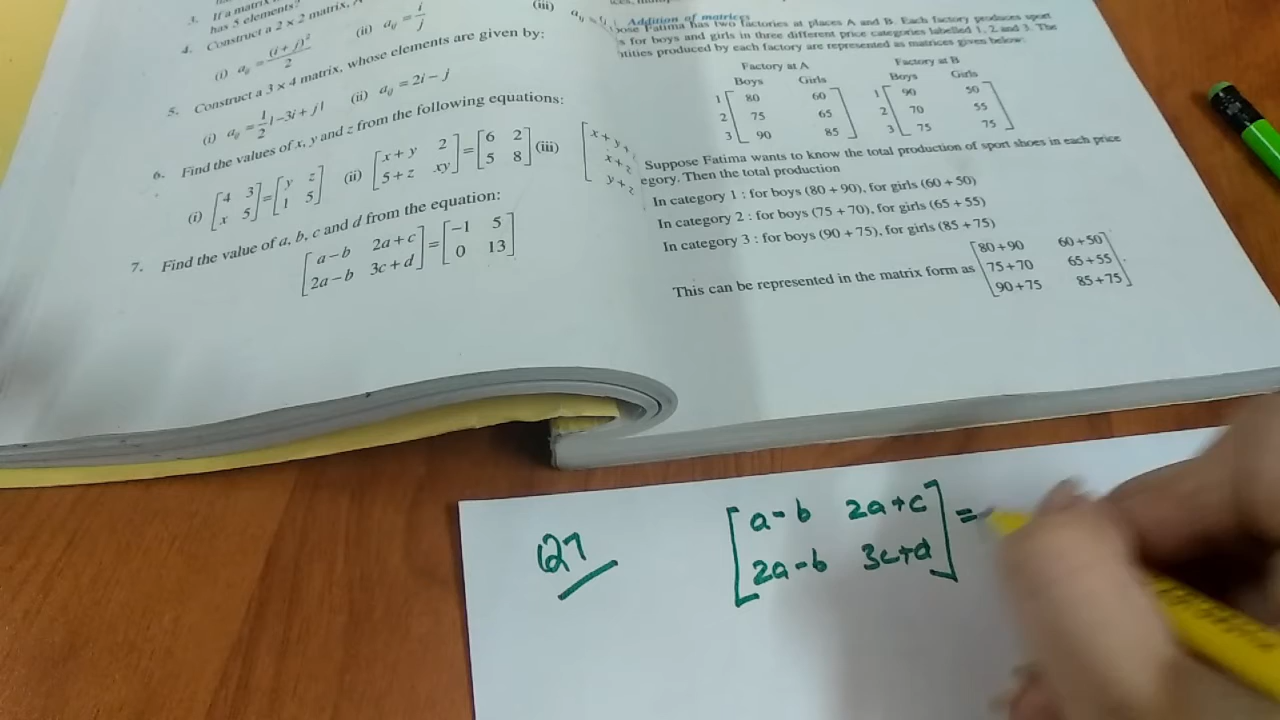 3. If a matrix
has 5 elements?
4. Construct a 2 × 2 matrix,
(i) aᵢⱼ = (i + j)²/2 (ii) aᵢⱼ = i/j (iii)
5. Construct a 3 × 4 matrix, whose elements are given by:
(i) aᵢⱼ = 1/2 |−3i + j| (ii) aᵢⱼ = 2i − j
6. Find the values of x, y and z from the following equations:
(i) [4 3 = [y z (ii) [x + y 2 = [6 2 (iii) [x + y +
x 5] 1 5] 5 + z xy] 5 8] x + z
y + z
7. Find the value of a, b, c and d from the equation:
[a − b 2a + c = [−1 5
2a − b 3c + d] 0 13]
Addition of matrices
Fatima has two factories at places A and B. Each factory produces sport
s for boys and girls in three different price categories labelled 1, 2 and 3. The
ntities produced by each factory are represented as matrices given below:
Factory at A Factory at B
Boys Girls Boys Girls
1 [80 60 1 [90 50
2 75 65 2 70 55
3 90 85] 3 75 75]
Suppose Fatima wants to know the total production of sport shoes in each price
egory. Then the total production
In category 1 : for boys (80 + 90), for girls (60 + 50)
In category 2 : for boys (75 + 70), for girls (65 + 55)
In category 3 : for boys (90 + 75), for girls (85 + 75)
This can be represented in the matrix form as [80 + 90 60 + 50
75 + 70 65 + 55
90 + 75 85 + 75]
Q7
[a - b 2a + c =
2a - b 3c + d]